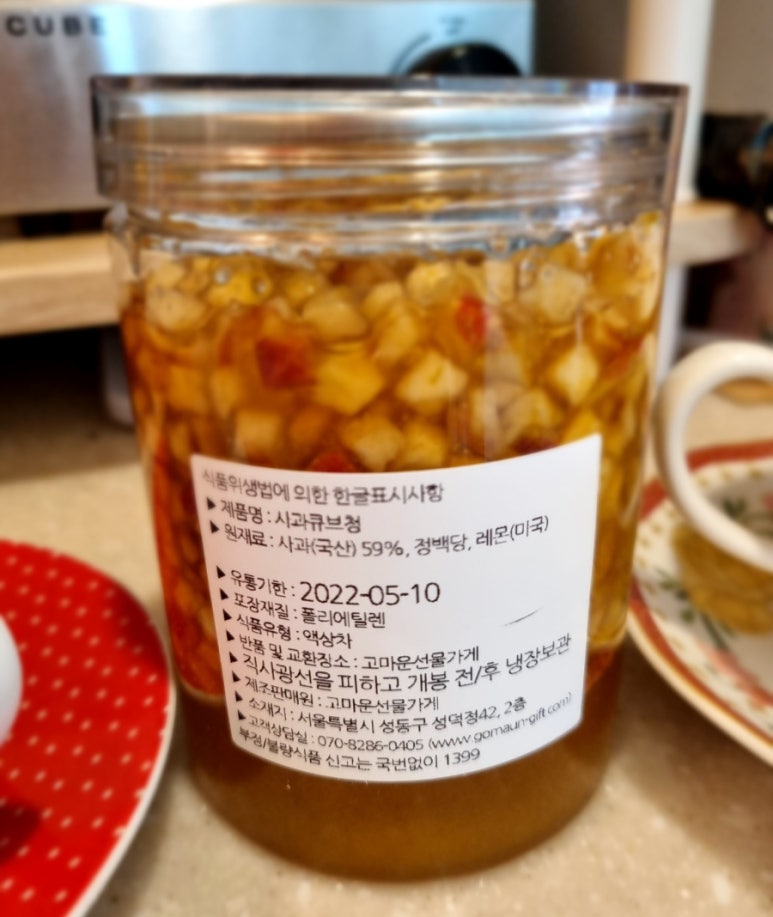 CUBE
식품위생법에 의한 한글표시사항
▶ 제품명 : 사과큐브청
▶ 원재료 : 사과(국산) 59%, 정백당, 레몬(미국)
▶ 유통기한 : 2022-05-10
▶ 포장재질 : 폴리에틸렌
▶ 식품유형 : 액상차
▶ 반품 및 교환장소 : 고마운선물가게
▶ 직사광선을 피하고 개봉 전/후 냉장보관
▶ 제조판매원 : 고마운선물가게
▶ 소재지 : 서울특별시 성동구 성덕정42, 2층
▶ 고객상담실 : 070-8286-0405 (www.gomaun-gift.com)
부정/불량식품 신고는 국번없이 1399